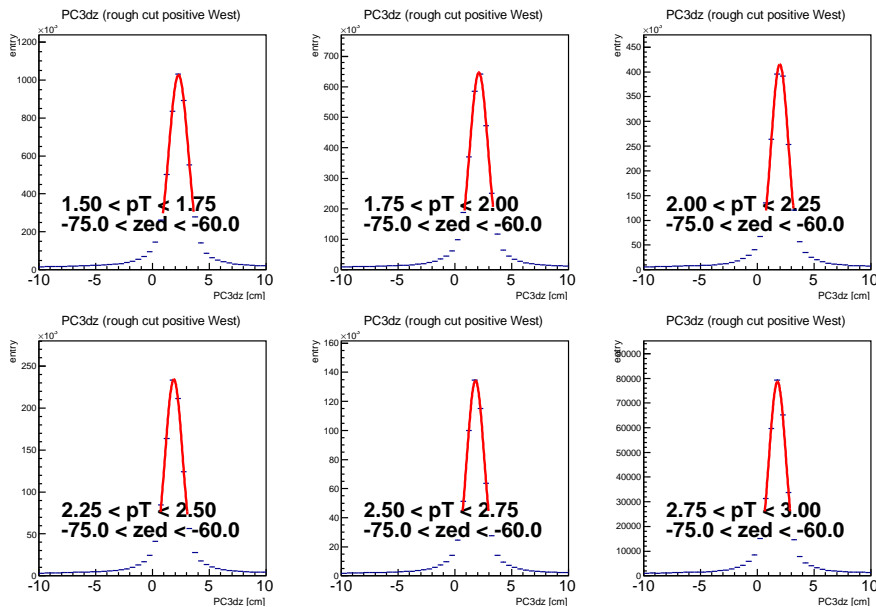 PC3dz (rough cut positive West)
entry
×10³
1200
1000
800
600
400
200
0
1.50 < pT < 1.75
-75.0 < zed < -60.0
-10 -5 0 5 10
PC3dz [cm]
PC3dz (rough cut positive West)
entry
×10³
700
600
500
400
300
200
100
0
1.75 < pT < 2.00
-75.0 < zed < -60.0
-10 -5 0 5 10
PC3dz [cm]
PC3dz (rough cut positive West)
entry
×10³
450
400
350
300
250
200
150
100
50
0
2.00 < pT < 2.25
-75.0 < zed < -60.0
-10 -5 0 5 10
PC3dz [cm]
PC3dz (rough cut positive West)
entry
×10³
250
200
150
100
50
0
2.25 < pT < 2.50
-75.0 < zed < -60.0
-10 -5 0 5 10
PC3dz [cm]
PC3dz (rough cut positive West)
entry
×10³
160
140
120
100
80
60
40
20
0
2.50 < pT < 2.75
-75.0 < zed < -60.0
-10 -5 0 5 10
PC3dz [cm]
PC3dz (rough cut positive West)
entry
90000
80000
70000
60000
50000
40000
30000
20000
10000
0
2.75 < pT < 3.00
-75.0 < zed < -60.0
-10 -5 0 5 10
PC3dz [cm]